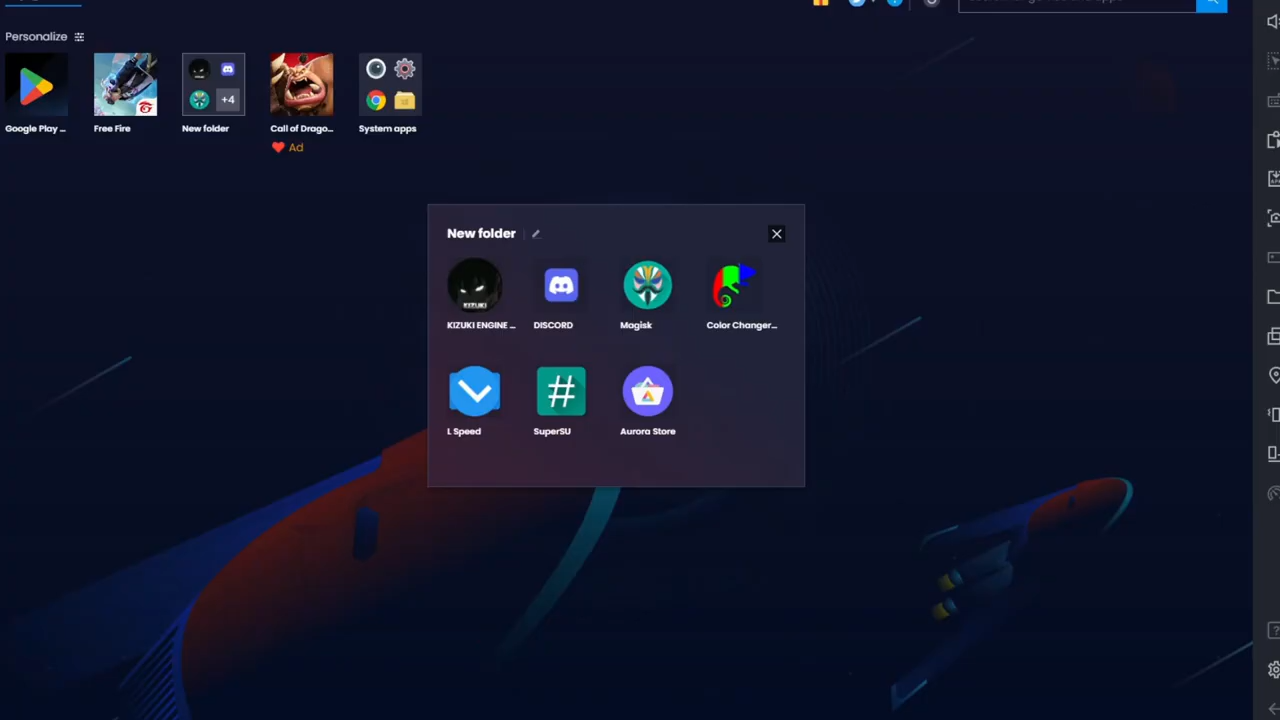 Personalize
+4
Google Play ...
Free Fire
New folder
Call of Drago...
System apps
Ad
New folder
KIZUKI
KIZUKI ENGINE ...
DISCORD
Magisk
Color Changer...
#
L Speed
SuperSU
Aurora Store